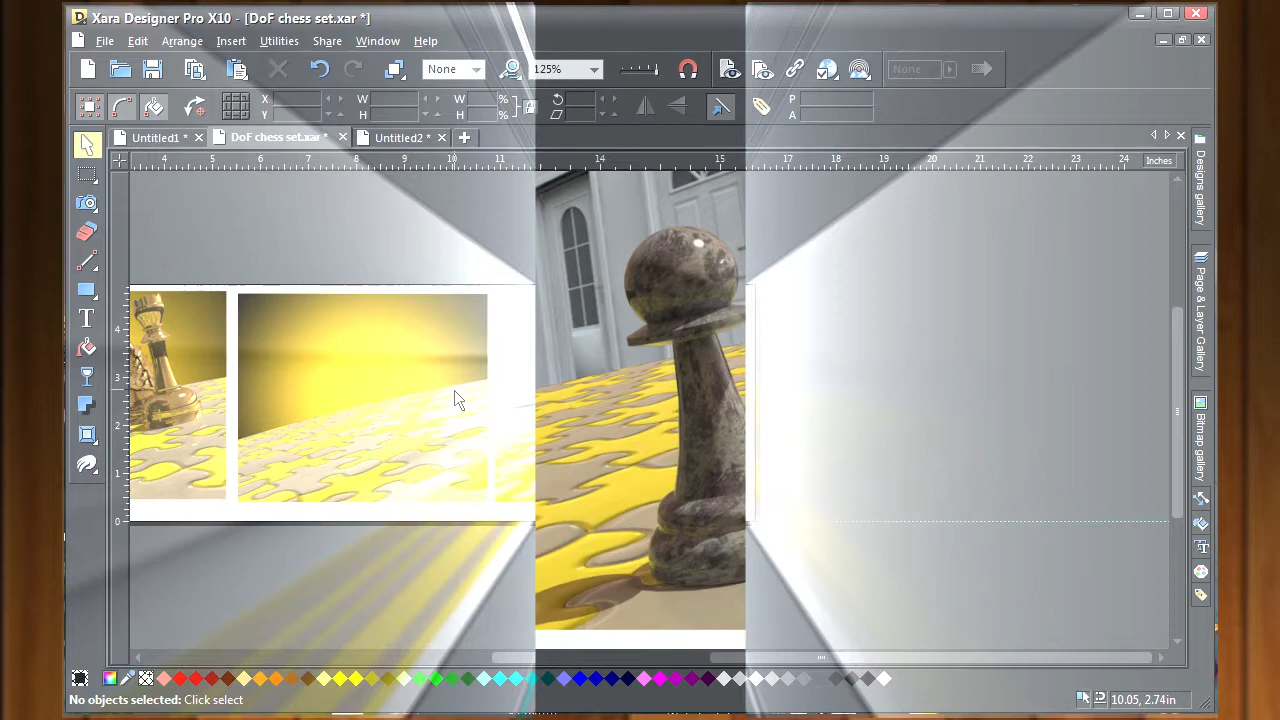 Xara Designer Pro X10 - [DoF chess set.xar *]
File Edit Arrange Insert Utilities Share Window Help
None 125% None
X W W % P
Y H H % A
Untitled1 * DoF chess set.xar * Untitled2 *
4 5 6 7 8 9 10 11 14 15 17 18 19 20 21 22 23 24 Inches
Designs gallery
Page & Layer Gallery
Bitmap gallery
4
3
2
1
0
No objects selected: Click select 10.05, 2.74in